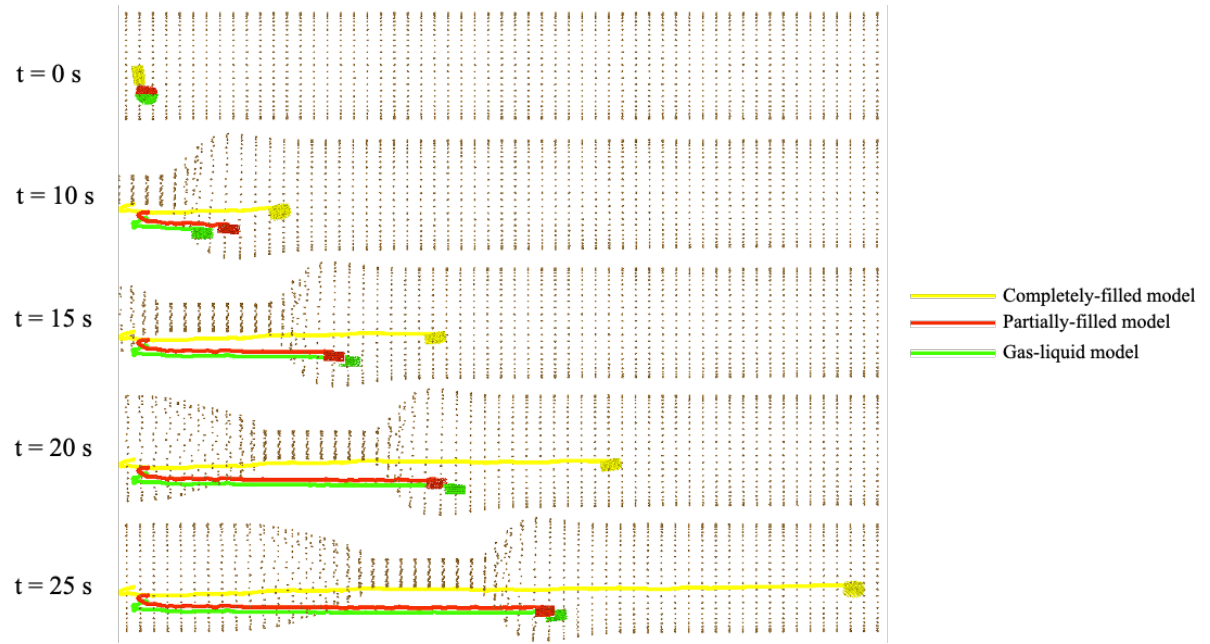 t = 0 s
t = 10 s
t = 15 s
t = 20 s
t = 25 s
Completely-filled model
Partially-filled model
Gas-liquid model